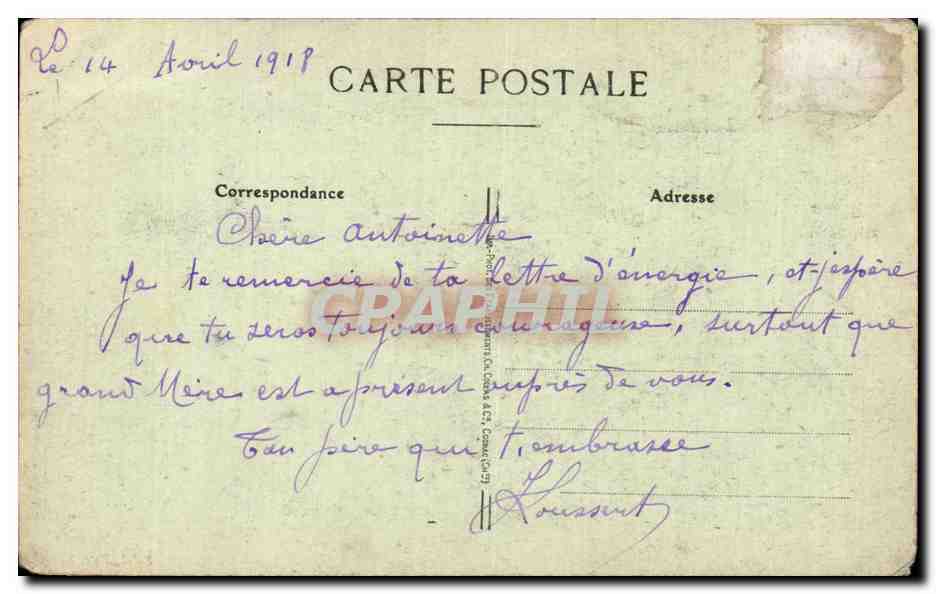 Le 14 Avril 1918
CARTE POSTALE
Correspondance
Adresse
Chère Antoinette
Je te remercie de ta lettre d'énergie, et j'espère
que tu seras toujours courageuse, surtout que
grand Mère est a présent auprès de vous.
Ton père qui t'embrasse
CPAPHIL